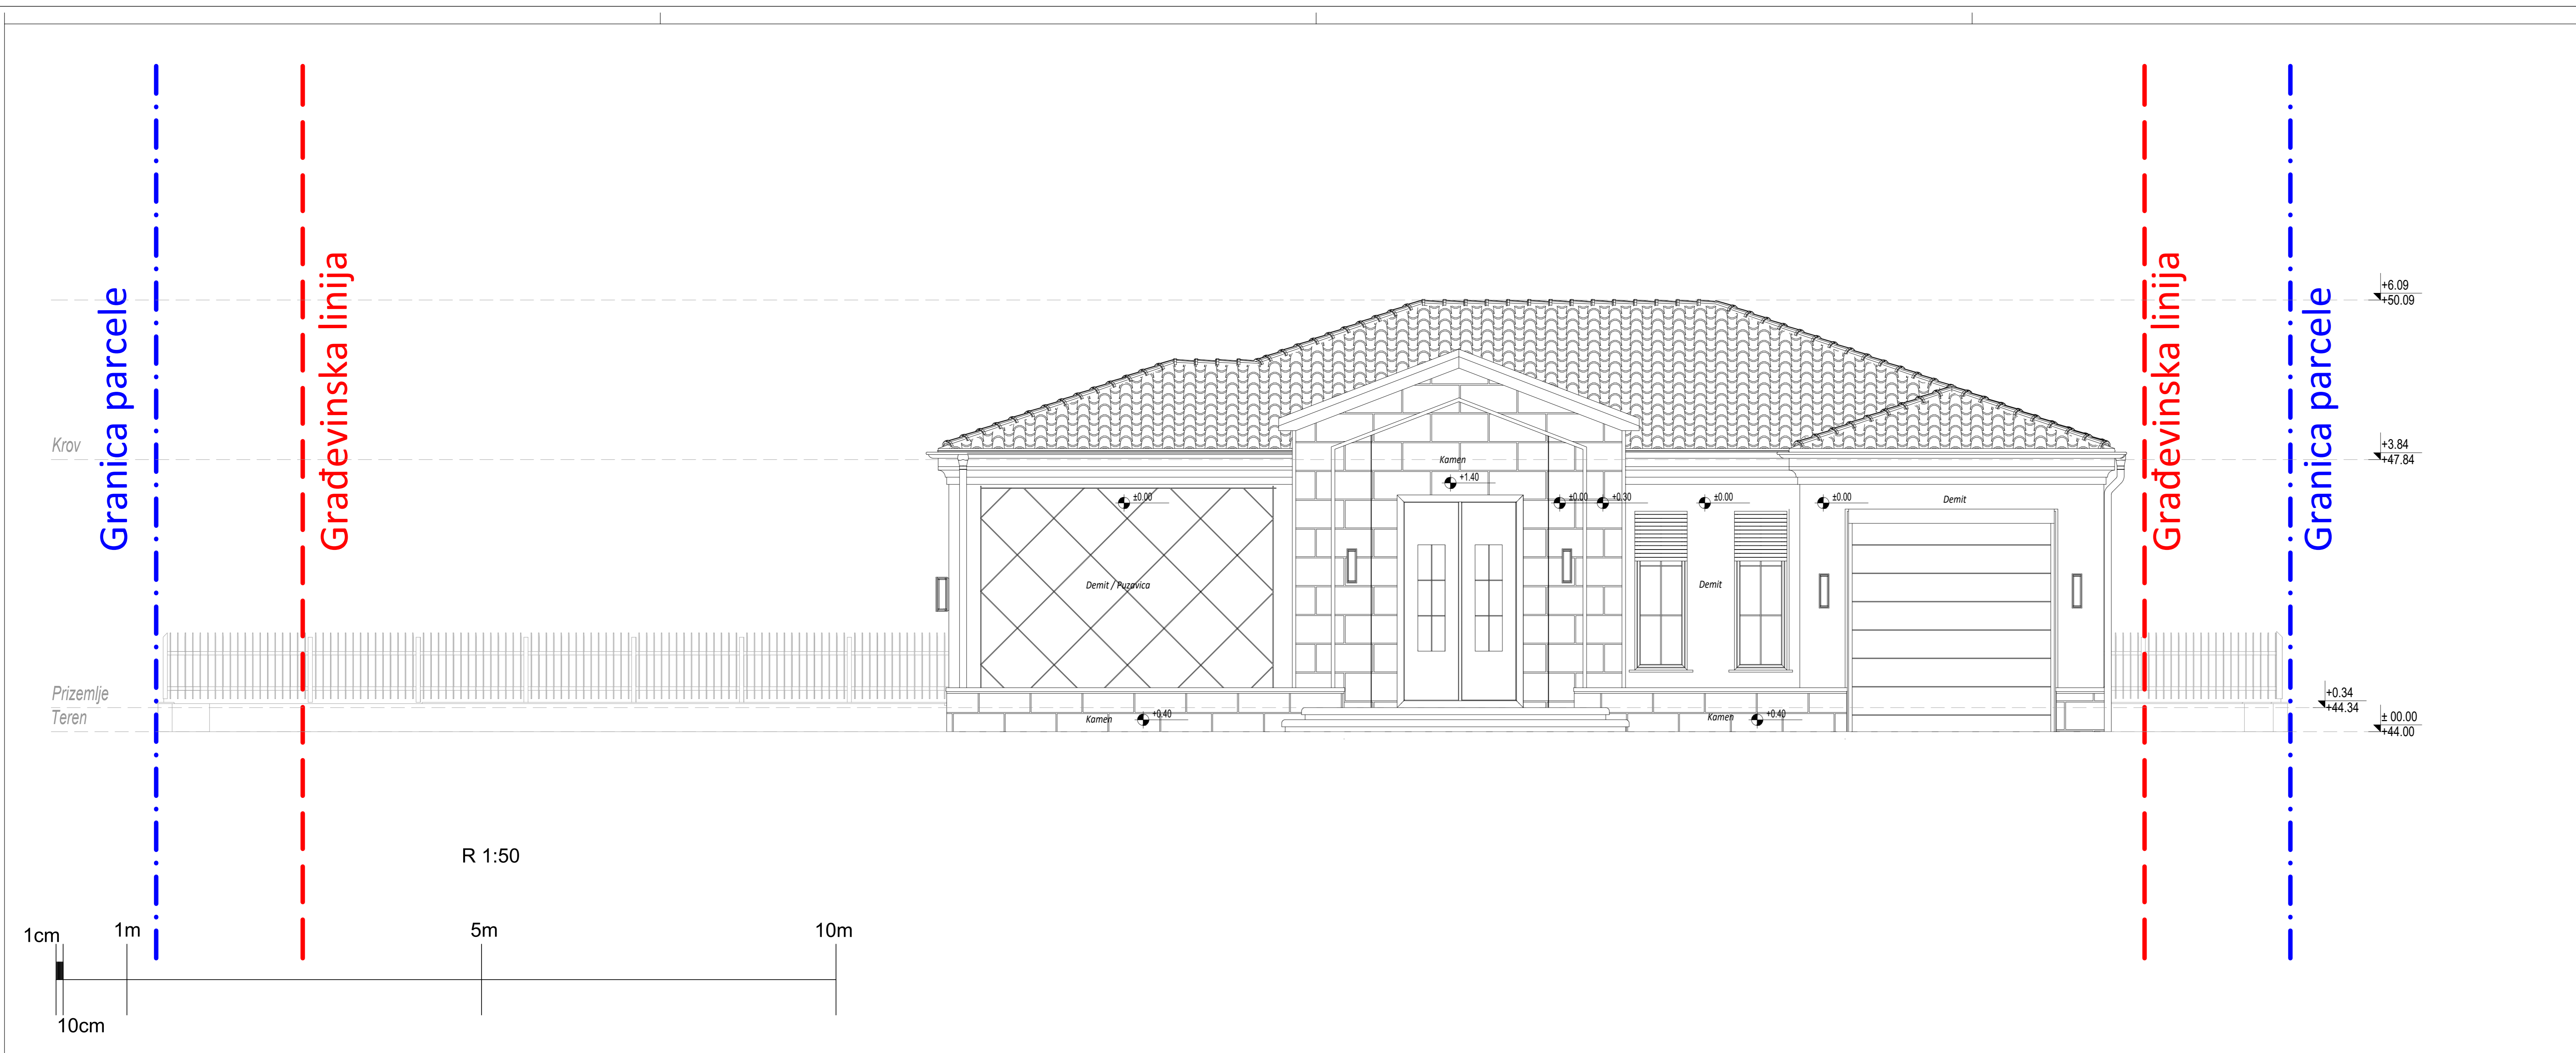 Granica parcele
Građevinska linija
Građevinska linija
Granica parcele
+6.09
+50.09
Krov
+3.84
+47.84
Kamen
+1.40
±0.00
±0.00
+0.30
±0.00
±0.00
Demit
Demit / Puzavica
Demit
Prizemlje
+0.34
+44.34
Teren
Kamen
+0.40
Kamen
+0.40
± 00.00
+44.00
R 1:50
1cm
1m
5m
10m
10cm